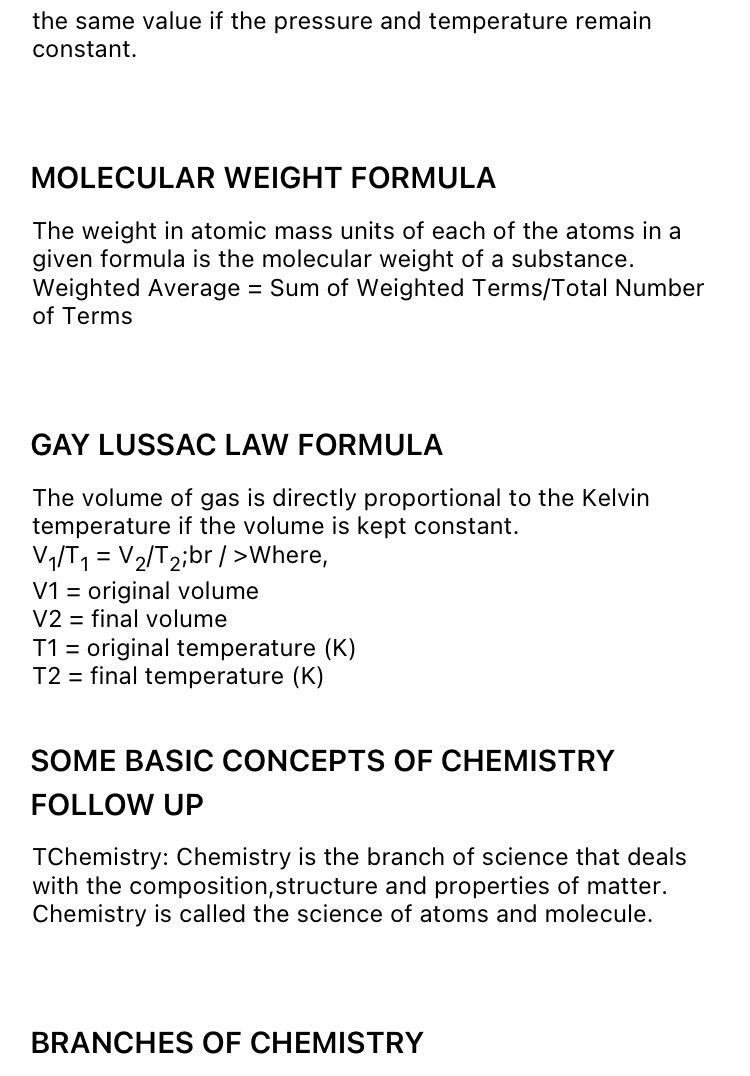 the same value if the pressure and temperature remain
constant.
MOLECULAR WEIGHT FORMULA
The weight in atomic mass units of each of the atoms in a
given formula is the molecular weight of a substance.
Weighted Average = Sum of Weighted Terms/Total Number
of Terms
GAY LUSSAC LAW FORMULA
The volume of gas is directly proportional to the Kelvin
temperature if the volume is kept constant.
V₁/T₁ = V₂/T₂;br / >Where,
V1 = original volume
V2 = final volume
T1 = original temperature (K)
T2 = final temperature (K)
SOME BASIC CONCEPTS OF CHEMISTRY
FOLLOW UP
TChemistry: Chemistry is the branch of science that deals
with the composition,structure and properties of matter.
Chemistry is called the science of atoms and molecule.
BRANCHES OF CHEMISTRY